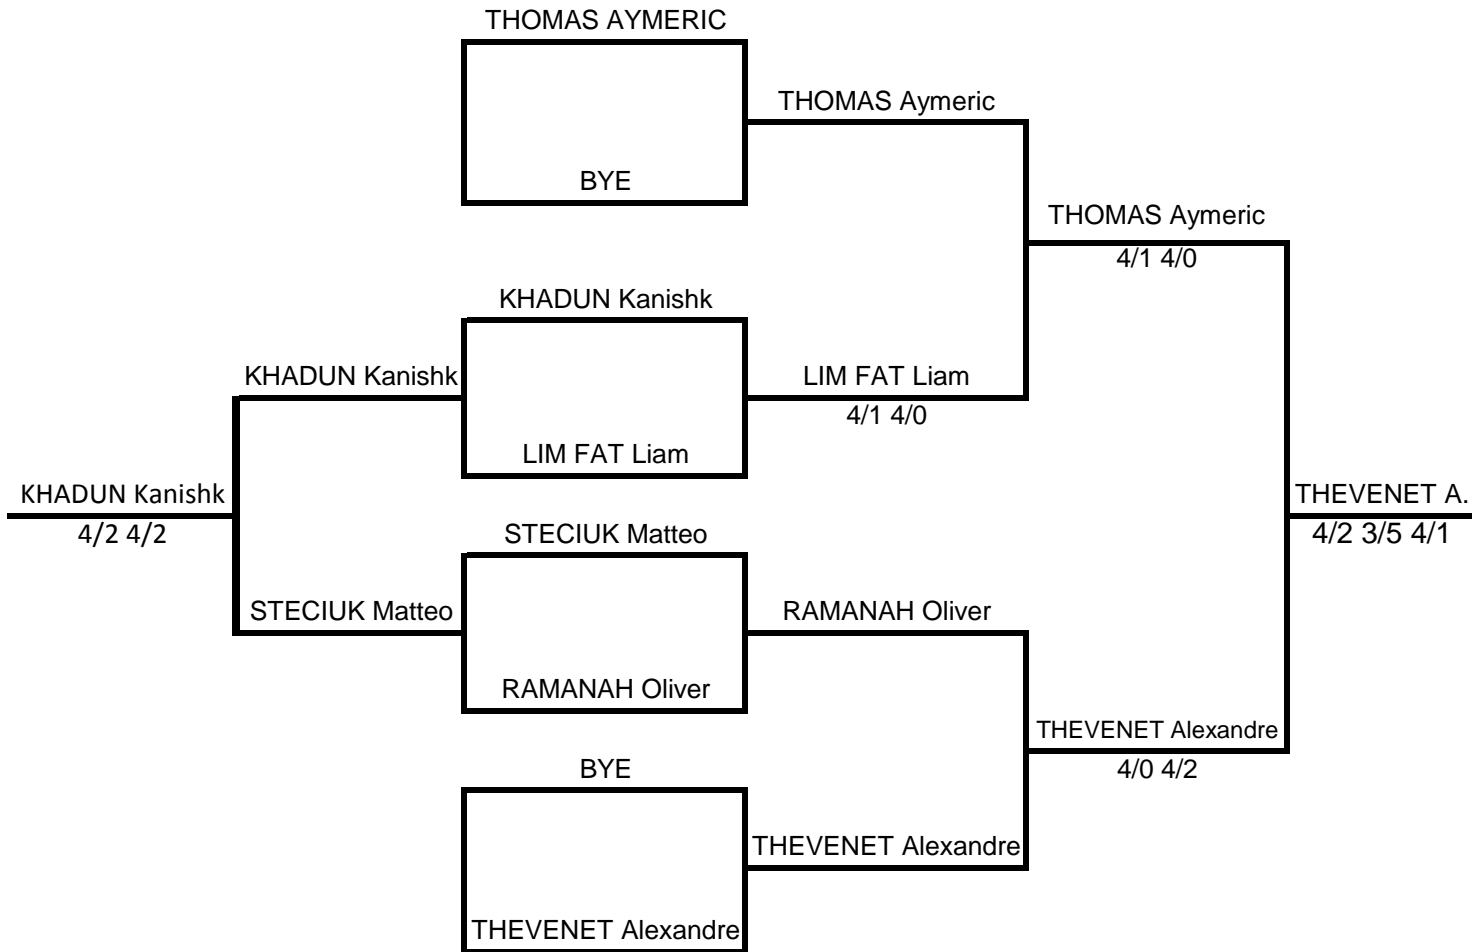 THOMAS AYMERIC
THOMAS Aymeric
BYE
THOMAS Aymeric
4/1 4/0
KHADUN Kanishk
KHADUN Kanishk
LIM FAT Liam
4/1 4/0
LIM FAT Liam
KHADUN Kanishk
4/2 4/2
THEVENET A.
4/2 3/5 4/1
STECIUK Matteo
STECIUK Matteo
RAMANAH Oliver
RAMANAH Oliver
THEVENET Alexandre
4/0 4/2
BYE
THEVENET Alexandre
THEVENET Alexandre